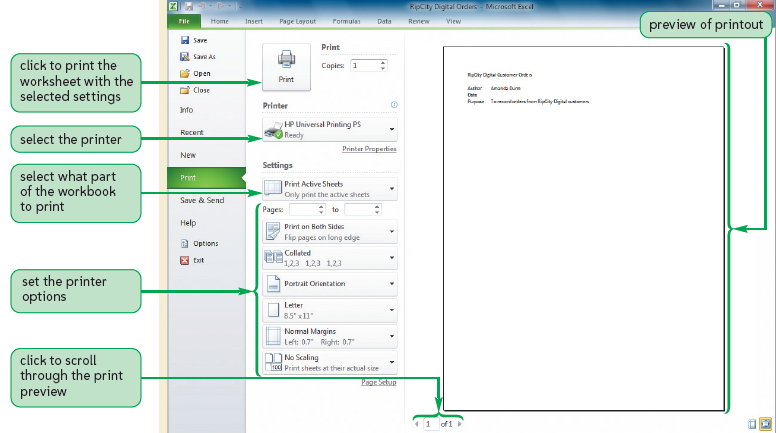 RipCity Digital Orders - Microsoft Excel
File Home Insert Page Layout Formulas Data Review View
preview of printout
Save
Save As
Open
Close
Info
Recent
New
Print
Save & Send
Help
Options
Exit
click to print the
worksheet with the
selected settings
select the printer
select what part
of the workbook
to print
set the printer
options
click to scroll
through the print
preview
Print
Print
Copies: 1
Printer
HP Universal Printing PS
Ready
Printer Properties
Settings
Print Active Sheets
Only print the active sheets
Pages: to
Print on Both Sides
Flip pages on long edge
Collated
1,2,3 1,2,3 1,2,3
Portrait Orientation
Letter
8.5" x 11"
Normal Margins
Left: 0.7" Right: 0.7"
No Scaling
100
Print sheets at their actual size
Page Setup
RipCity Digital Customer Orders
Author Amanda Dunn
Date
Purpose To record orders from RipCity Digital customers
1 of 1